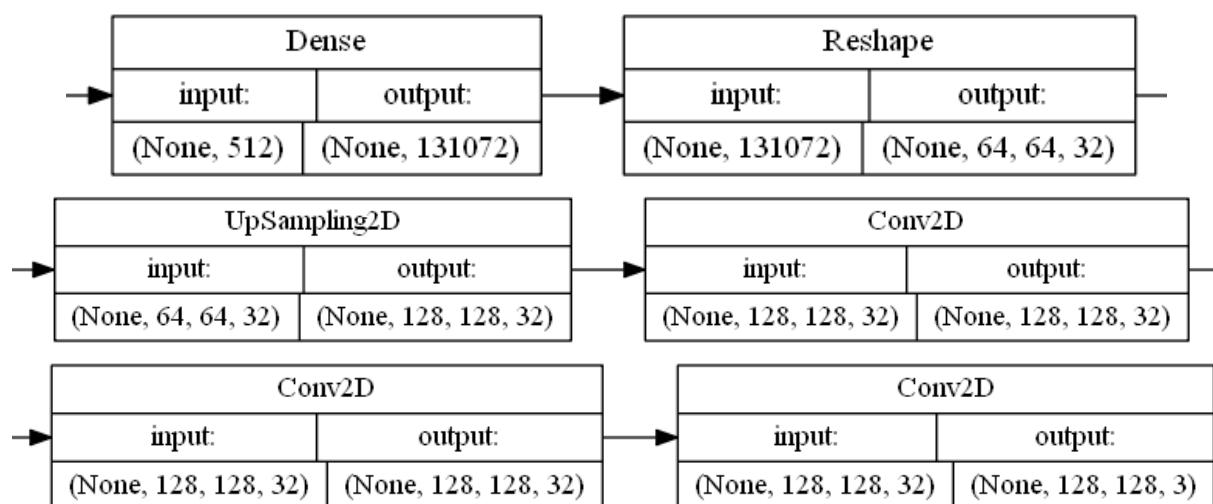 Dense Reshape
input: output: input: output:
(None, 512) (None, 131072) (None, 131072) (None, 64, 64, 32)
UpSampling2D Conv2D
input: output: input: output:
(None, 64, 64, 32) (None, 128, 128, 32) (None, 128, 128, 32) (None, 128, 128, 32)
Conv2D Conv2D
input: output: input: output:
(None, 128, 128, 32) (None, 128, 128, 32) (None, 128, 128, 32) (None, 128, 128, 3)